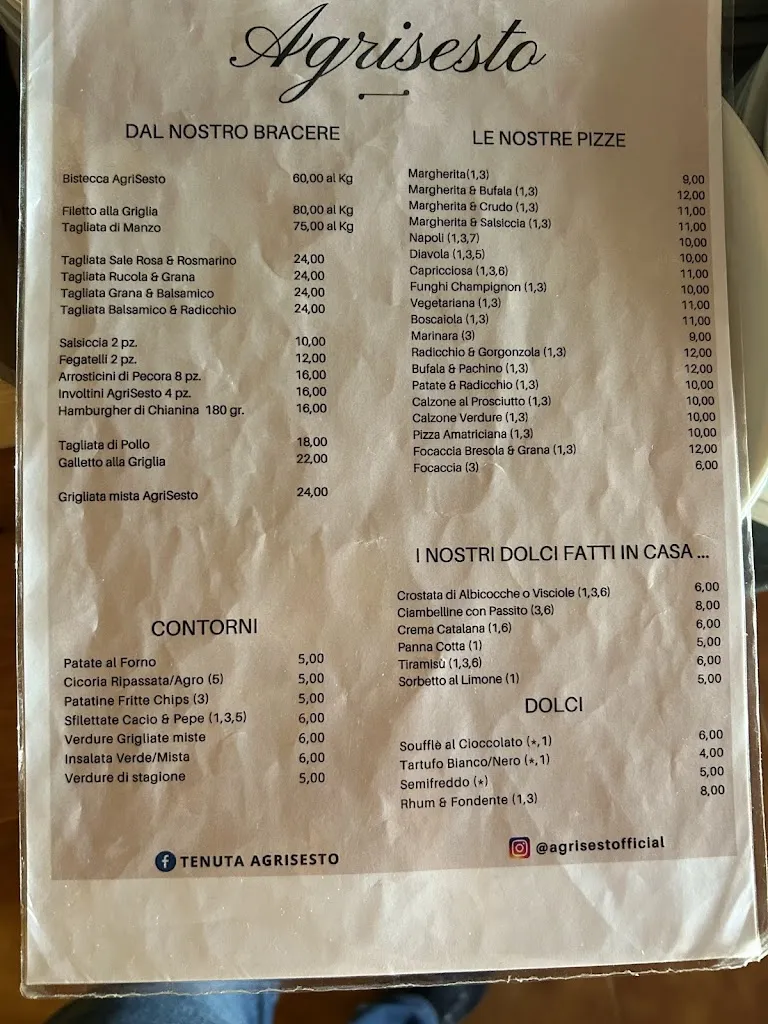 Agrisesto
DAL NOSTRO BRACERE
Bistecca AgriSesto 60,00 al Kg
Filetto alla Griglia 80,00 al Kg
Tagliata di Manzo 75,00 al Kg
Tagliata Sale Rosa & Rosmarino 24,00
Tagliata Rucola & Grana 24,00
Tagliata Grana & Balsamico 24,00
Tagliata Balsamico & Radicchio 24,00
Salsiccia 2 pz. 10,00
Fegatelli 2 pz. 12,00
Arrosticini di Pecora 8 pz. 16,00
Involtini AgriSesto 4 pz. 16,00
Hamburgher di Chianina 180 gr. 16,00
Tagliata di Pollo 18,00
Galletto alla Griglia 22,00
Grigliata mista AgriSesto 24,00
CONTORNI
Patate al Forno 5,00
Cicoria Ripassata/Agro (5) 5,00
Patatine Fritte Chips (3) 5,00
Sfilettate Cacio & Pepe (1,3,5) 6,00
Verdure Grigliate miste 6,00
Insalata Verde/Mista 6,00
Verdure di stagione 5,00
TENUTA AGRISESTO
LE NOSTRE PIZZE
Margherita(1,3) 9,00
Margherita & Bufala (1,3) 12,00
Margherita & Crudo (1,3) 11,00
Margherita & Salsiccia (1,3) 11,00
Napoli (1,3,7) 10,00
Diavola (1,3,5) 10,00
Capricciosa (1,3,6) 11,00
Funghi Champignon (1,3) 10,00
Vegetariana (1,3) 11,00
Boscaiola (1,3) 11,00
Marinara (3) 9,00
Radicchio & Gorgonzola (1,3) 12,00
Bufala & Pachino (1,3) 12,00
Patate & Radicchio (1,3) 10,00
Calzone al Prosciutto (1,3) 10,00
Calzone Verdure (1,3) 10,00
Pizza Amatriciana (1,3) 10,00
Focaccia Bresola & Grana (1,3) 12,00
Focaccia (3) 6,00
I NOSTRI DOLCI FATTI IN CASA ...
Crostata di Albicocche o Visciole (1,3,6) 6,00
Ciambelline con Passito (3,6) 8,00
Crema Catalana (1,6) 6,00
Panna Cotta (1) 5,00
Tiramisù (1,3,6) 6,00
Sorbetto al Limone (1) 5,00
DOLCI
Soufflè al Cioccolato (*,1) 6,00
Tartufo Bianco/Nero (*,1) 4,00
Semifreddo (*) 5,00
Rhum & Fondente (1,3) 8,00
@agrisestofficial